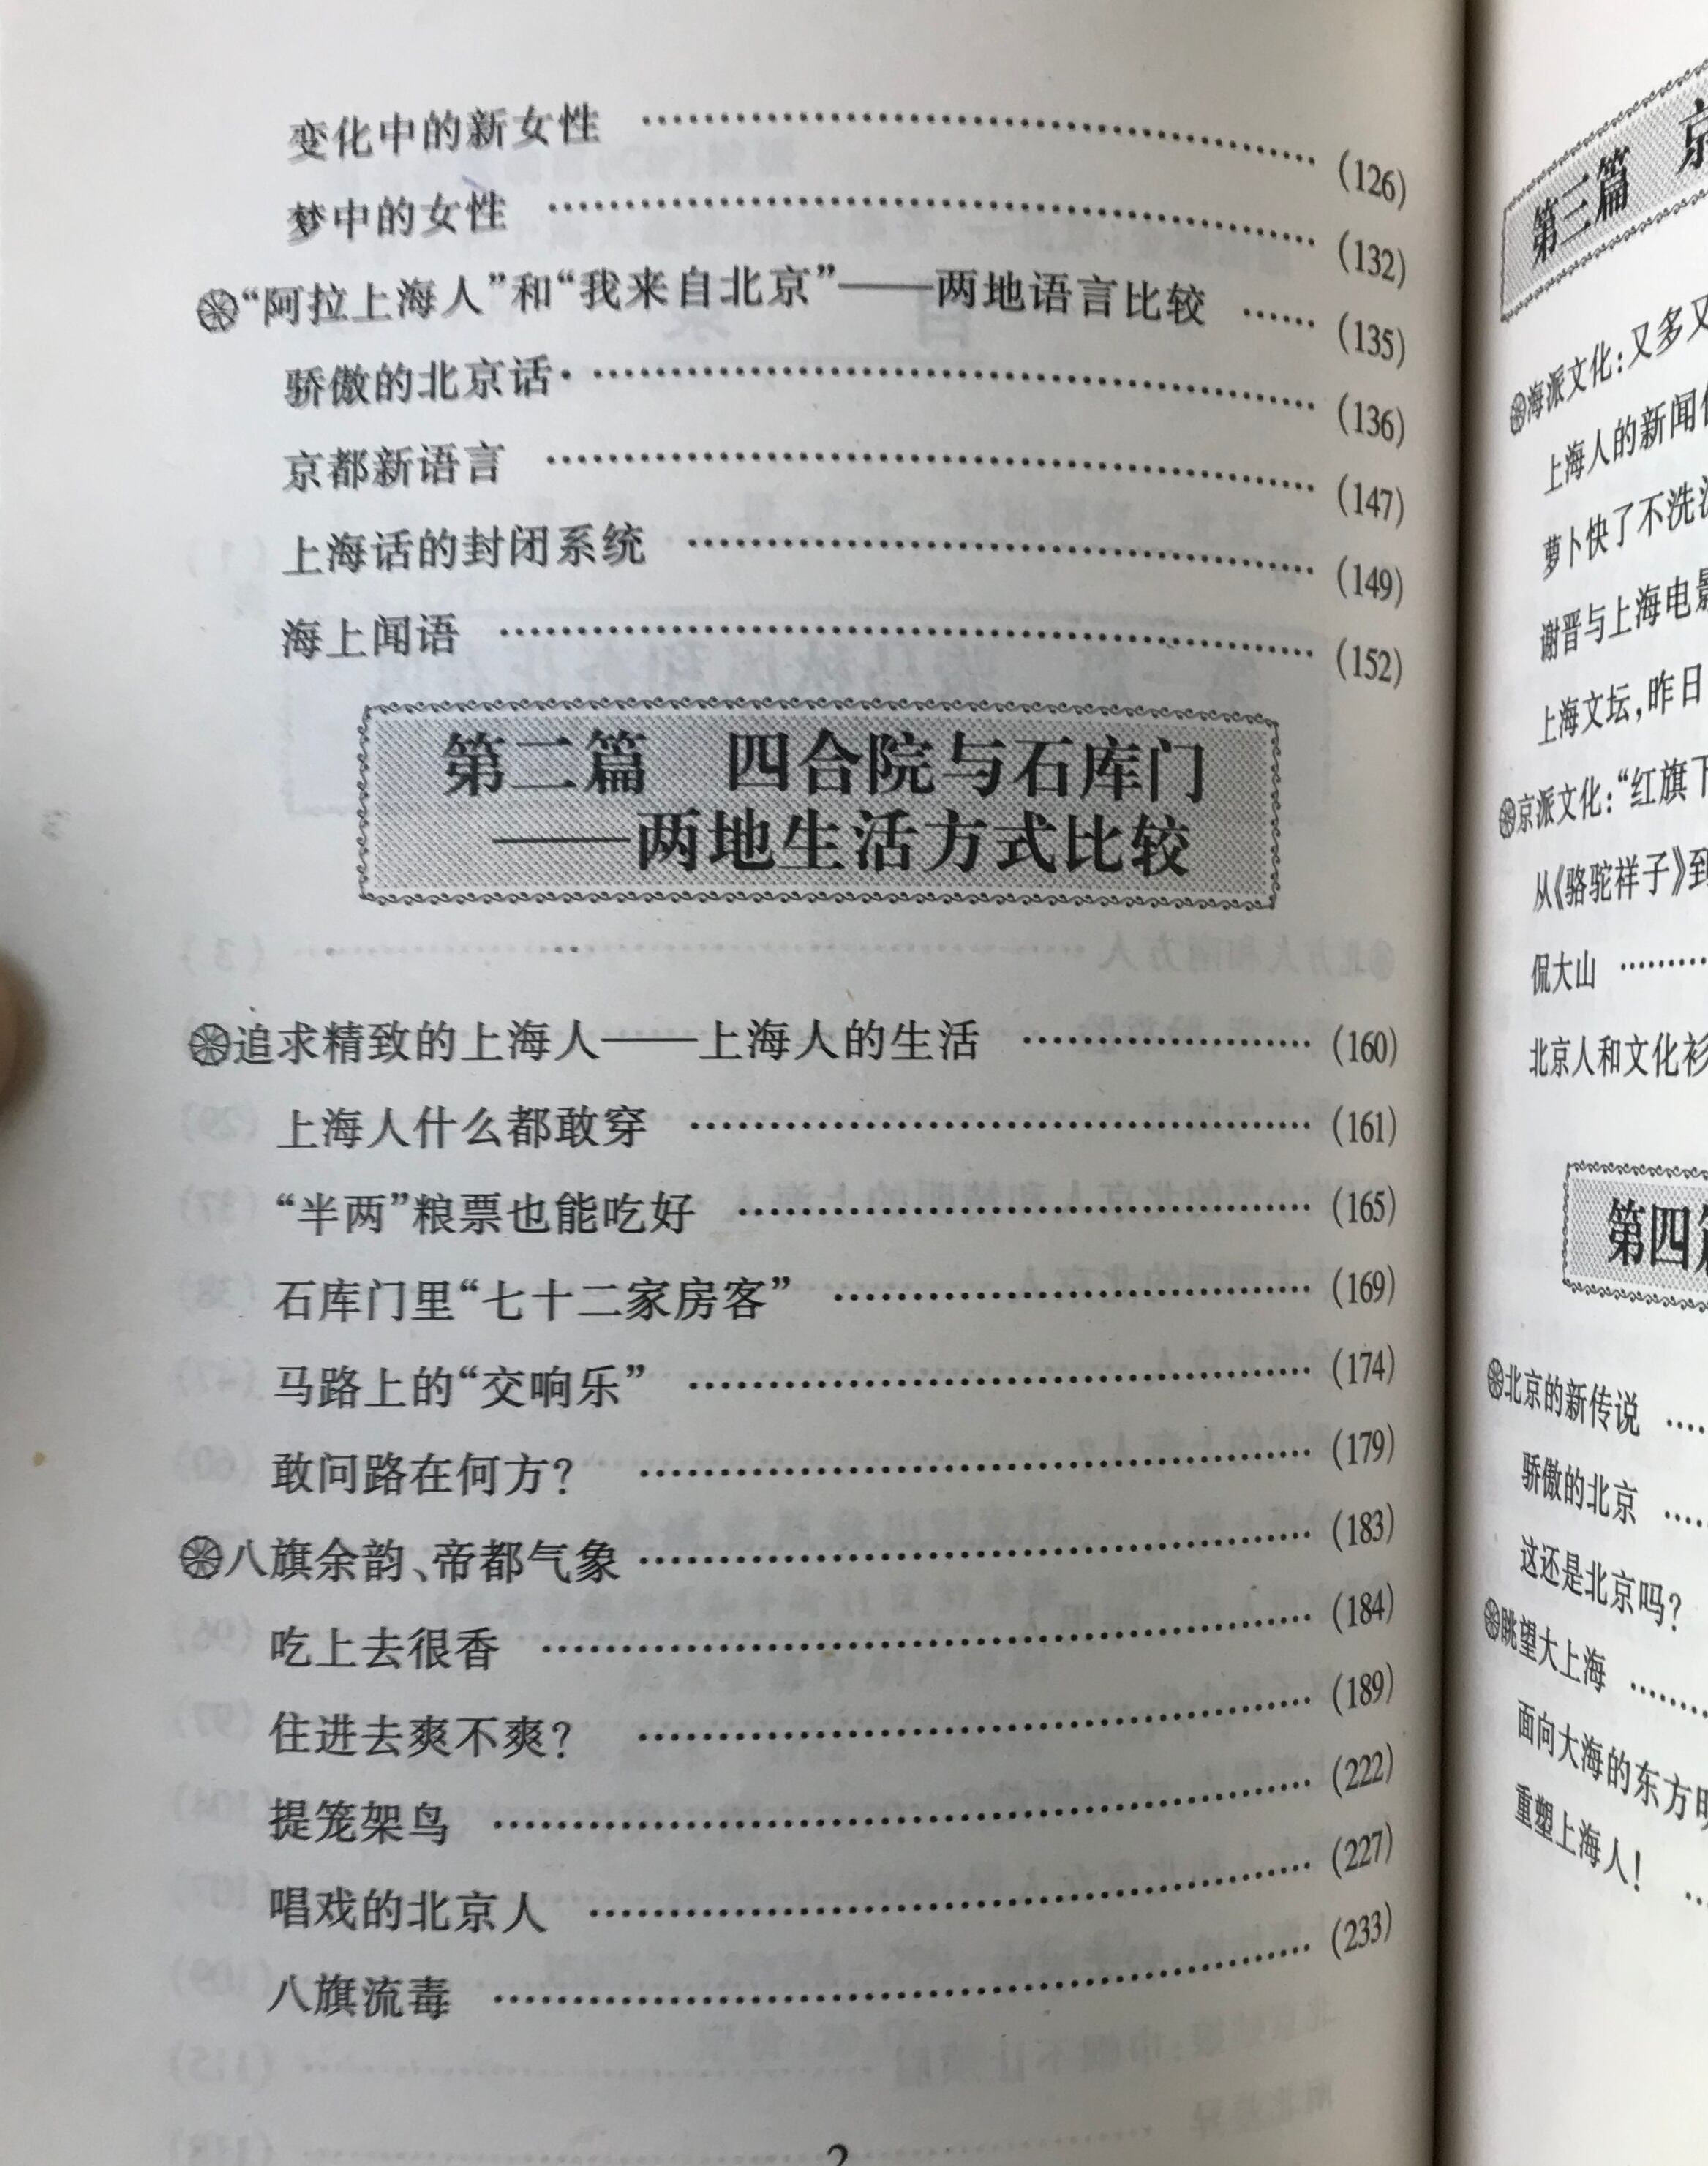 变化中的新女性 ………………………… (126)
梦中的女性 ………………………… (132)
“阿拉上海人”和“我来自北京”——两地语言比较 …… (135)
骄傲的北京话· ………………………… (136)
京都新语言 ………………………… (147)
上海话的封闭系统 ………………………… (149)
海上闻语 ………………………… (152)
第二篇 四合院与石库门
——两地生活方式比较
追求精致的上海人——上海人的生活 ………… (160)
上海人什么都敢穿 ………………………… (161)
“半两”粮票也能吃好 ………………………… (165)
石库门里“七十二家房客” ………………… (169)
马路上的“交响乐” ………………………… (174)
敢问路在何方? ………………………… (179)
八旗余韵、帝都气象 ………………………… (183)
吃上去很香 ………………………… (184)
住进去爽不爽? ………………………… (189)
提笼架鸟 ………………………… (222)
唱戏的北京人 ………………………… (227)
八旗流毒 ………………………… (233)
2
第三篇 京
海派文化:又多又
上海人的新闻
萝卜快了不洗
谢晋与上海电影
上海文坛,昨日
京派文化:“红旗下
从《骆驼祥子》到
侃大山 ………
北京人和文化衫
第四篇
北京的新传说 ……
骄傲的北京 ……
这还是北京吗?
眺望大上海 ………
面向大海的东方明
重塑上海人! …